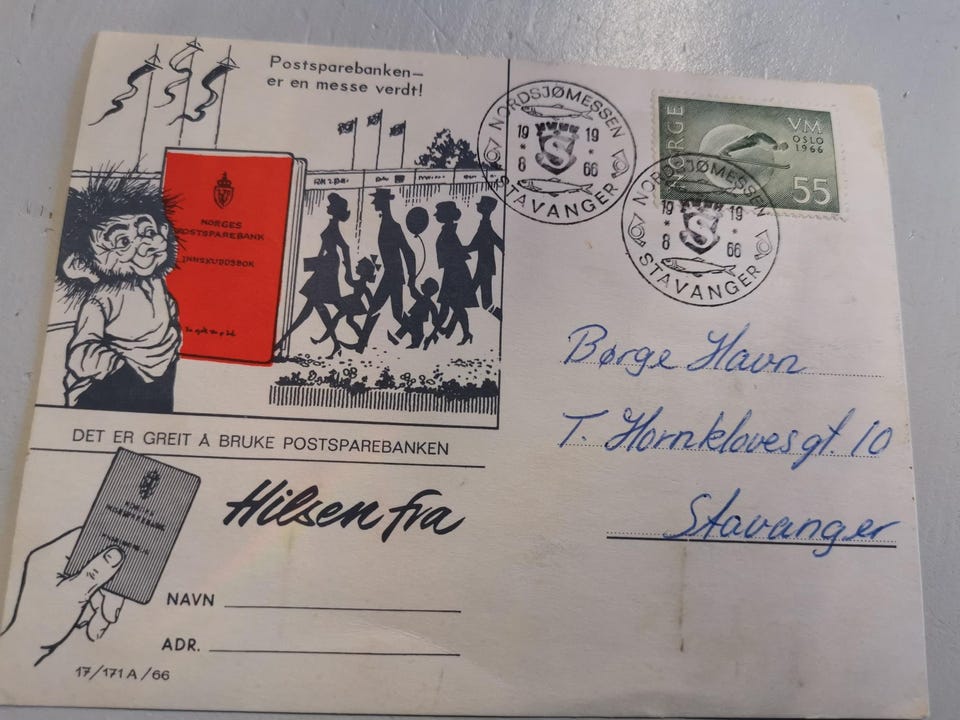 Postsparebanken—
er en messe verdt!
NORGES
POSTSPAREBANK
INNSKUDDSBOK
DET ER GREIT Å BRUKE POSTSPAREBANKEN
Hilsen fra
NAVN
ADR.
17/171 A/66
NORDSJØMESSEN
19 19
8 66
STAVANGER
NORDSJØMESSEN
19 19
8 66
STAVANGER
NORGE
VM
OSLO
1966
55
Børge Havn
T. Hornklovesgt. 10
Stavanger